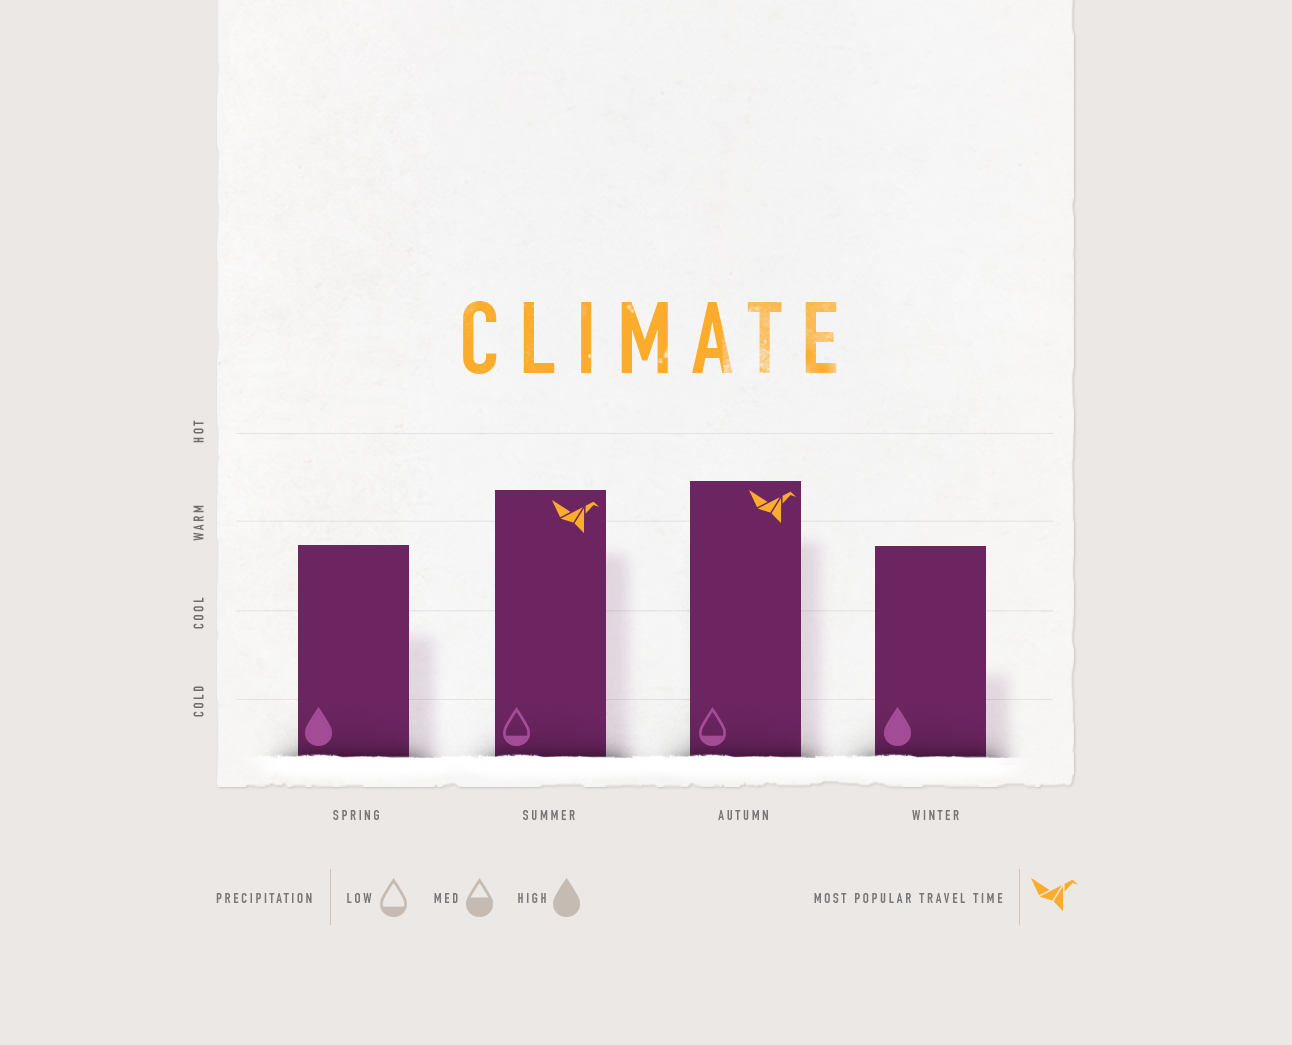 CLIMATE
HOT
WARM
COOL
COLD
SPRING SUMMER AUTUMN WINTER
PRECIPITATION LOW MED HIGH MOST POPULAR TRAVEL TIME